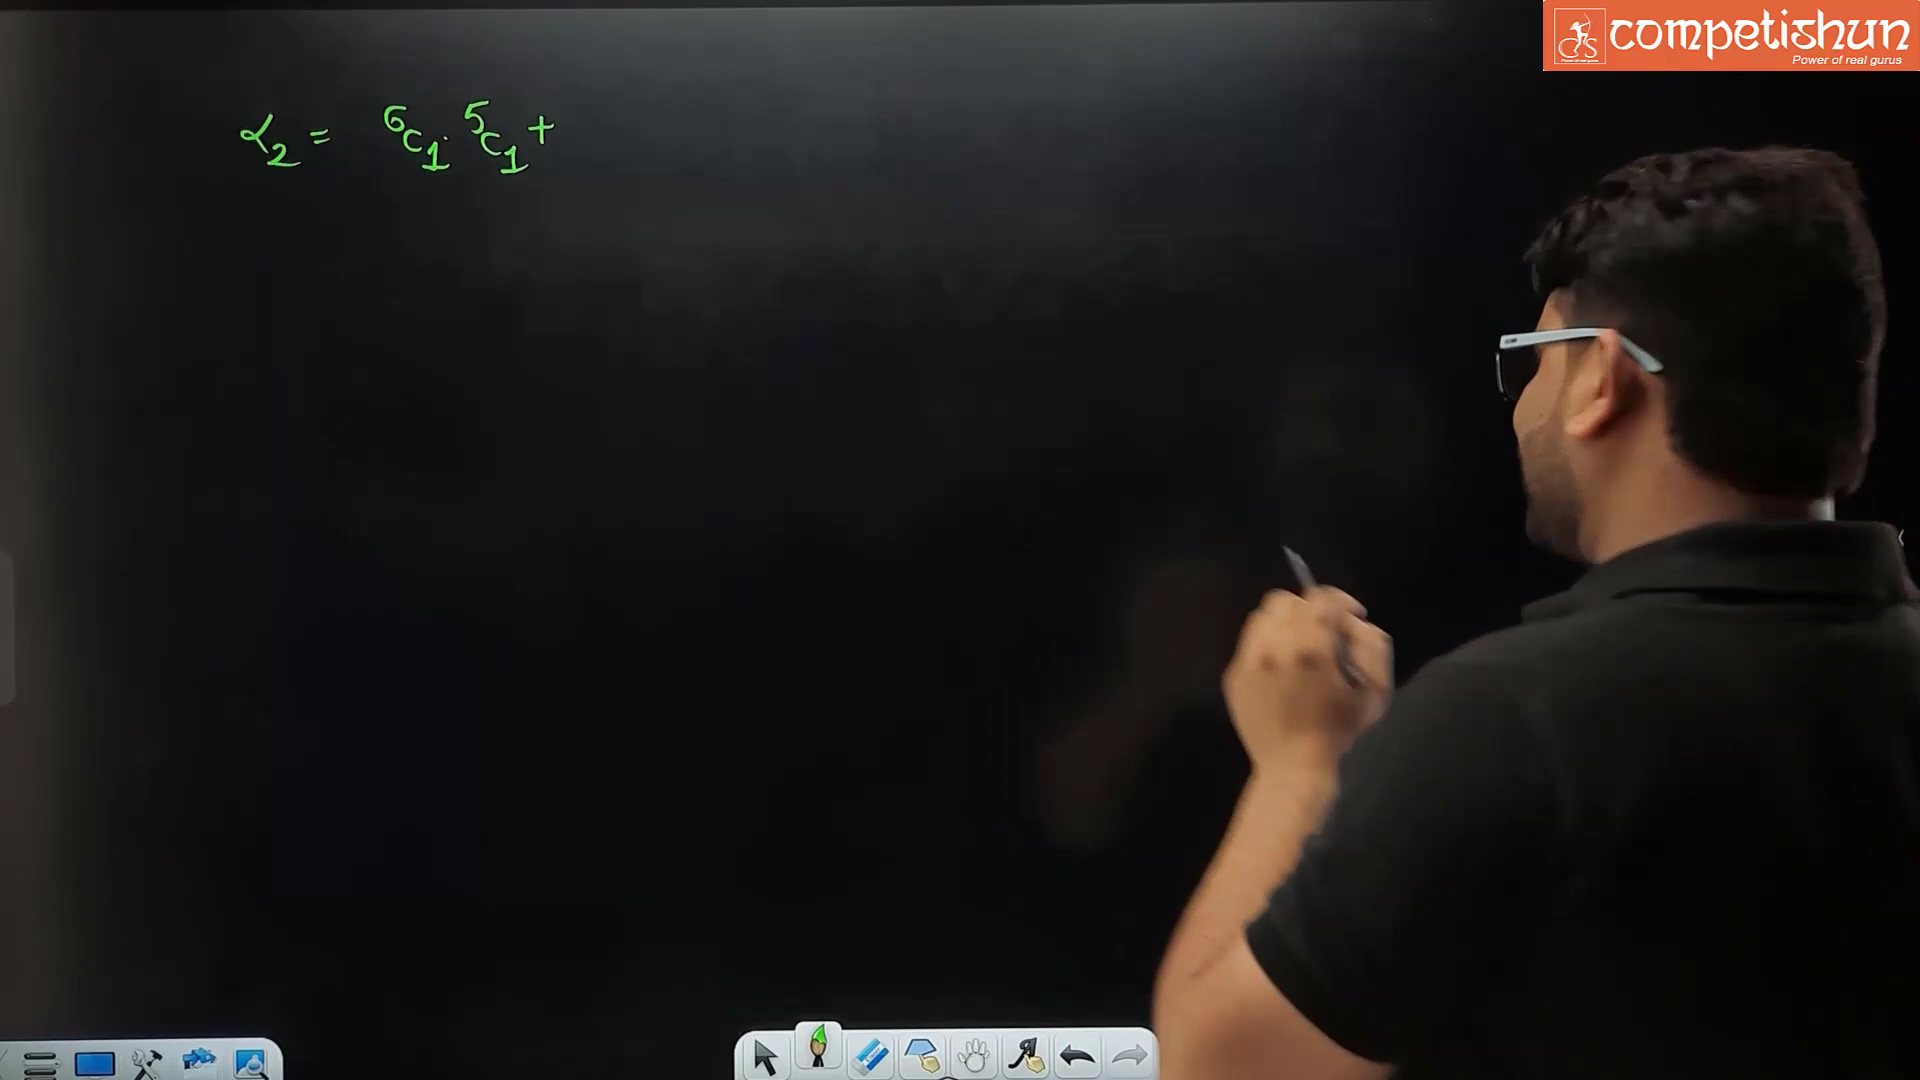 competishun
Power of real gurus
α₂ = ⁶C₁ · ⁵C₁ +